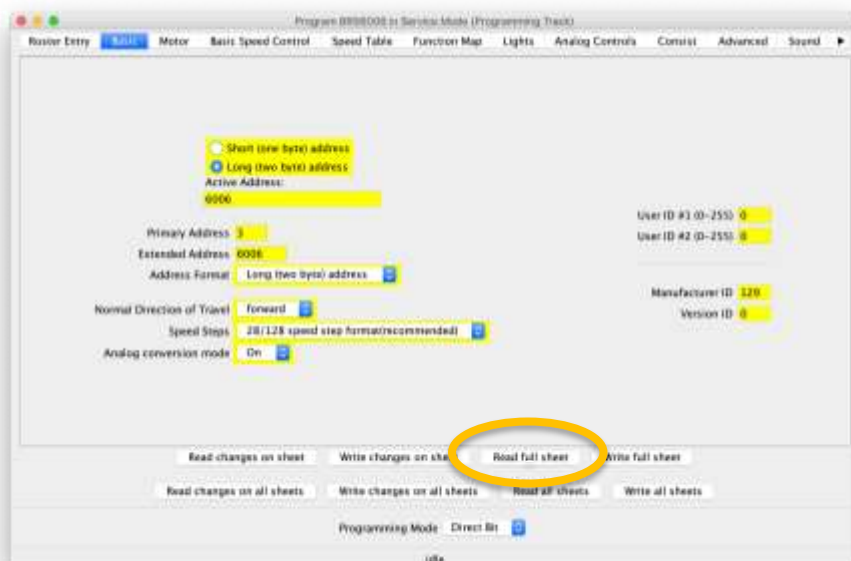 Program in Service Mode (Programming Track)
Roster Entry Basic Motor Basic Speed Control Speed Table Function Map Lights Analog Controls Consist Advanced Sound
Short (one byte) address
Long (two byte) address
Active Address:
6006
User ID #1 (0-255) 0
Primary Address 3
User ID #2 (0-255) 0
Extended Address 6006
Address Format Long (two byte) address
Manufacturer ID
Normal Direction of Travel forward
Version ID 0
Speed Steps 28/128 speed step format(recommended)
Analog conversion mode On
Read changes on sheet Write changes on sheet Read full sheet Write full sheet
Read changes on all sheets Write changes on all sheets Read all sheets Write all sheets
Programming Mode Direct Bit
idle